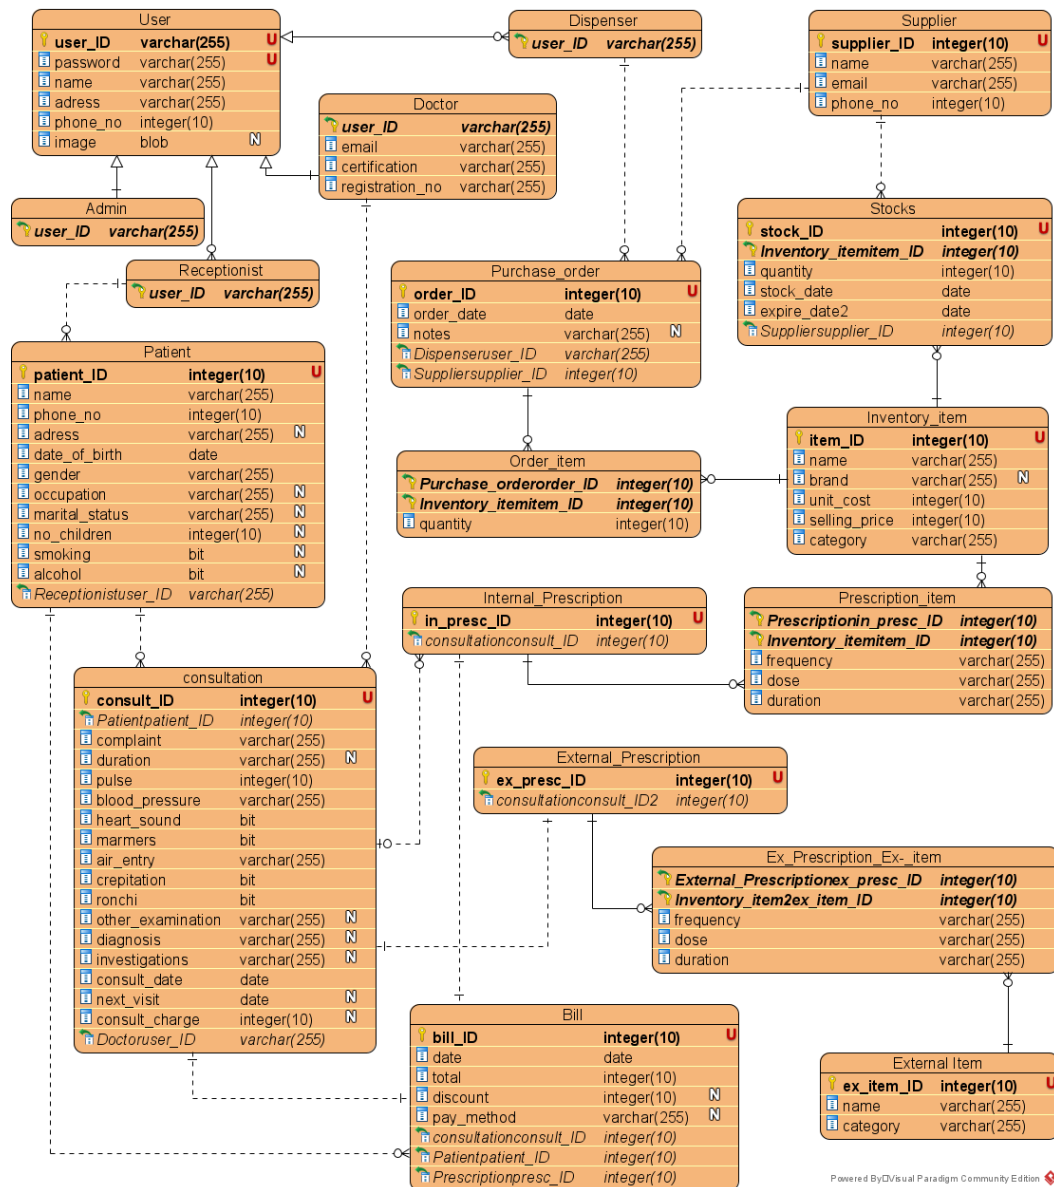 User
user_ID varchar(255) U
password varchar(255) U
name varchar(255)
adress varchar(255)
phone_no integer(10)
image blob N
Dispenser
user_ID varchar(255)
Supplier
supplier_ID integer(10) U
name varchar(255)
email varchar(255)
phone_no integer(10)
Doctor
user_ID varchar(255)
email varchar(255)
certification varchar(255)
registration_no varchar(255)
Admin
user_ID varchar(255)
Receptionist
user_ID varchar(255)
Stocks
stock_ID integer(10) U
Inventory_itemitem_ID integer(10)
quantity integer(10)
stock_date date
expire_date2 date
Suppliersupplier_ID integer(10)
Purchase_order
order_ID integer(10) U
order_date date
notes varchar(255) N
Dispenseruser_ID varchar(255)
Suppliersupplier_ID integer(10)
Patient
patient_ID integer(10) U
name varchar(255)
phone_no integer(10)
adress varchar(255) N
date_of_birth date
gender varchar(255)
occupation varchar(255) N
marital_status varchar(255) N
no_children integer(10) N
smoking bit N
alcohol bit N
Receptionistuser_ID varchar(255)
Inventory_item
item_ID integer(10) U
name varchar(255)
brand varchar(255) N
unit_cost integer(10)
selling_price integer(10)
category varchar(255)
Order_item
Purchase_orderorder_ID integer(10)
Inventory_itemitem_ID integer(10)
quantity integer(10)
Internal_Prescription
in_presc_ID integer(10) U
consultationconsult_ID integer(10)
Prescription_item
Prescriptionin_presc_ID integer(10)
Inventory_itemitem_ID integer(10)
frequency varchar(255)
dose varchar(255)
duration varchar(255)
consultation
consult_ID integer(10) U
Patientpatient_ID integer(10)
complaint varchar(255)
duration varchar(255) N
pulse integer(10)
blood_pressure varchar(255)
heart_sound bit
marmers bit
air_entry varchar(255)
crepitation bit
ronchi bit
other_examination varchar(255) N
diagnosis varchar(255) N
investigations varchar(255) N
consult_date date
next_visit date N
consult_charge integer(10) N
Doctoruser_ID varchar(255)
External_Prescription
ex_presc_ID integer(10) U
consultationconsult_ID2 integer(10)
Ex_Prescription_Ex-_item
External_Prescriptionex_presc_ID integer(10)
Inventory_item2ex_item_ID integer(10)
frequency varchar(255)
dose varchar(255)
duration varchar(255)
Bill
bill_ID integer(10) U
date date
total integer(10)
discount integer(10) N
pay_method varchar(255) N
consultationconsult_ID integer(10)
Patientpatient_ID integer(10)
Prescriptionpresc_ID integer(10)
External Item
ex_item_ID integer(10) U
name varchar(255)
category varchar(255)
Powered By Visual Paradigm Community Edition